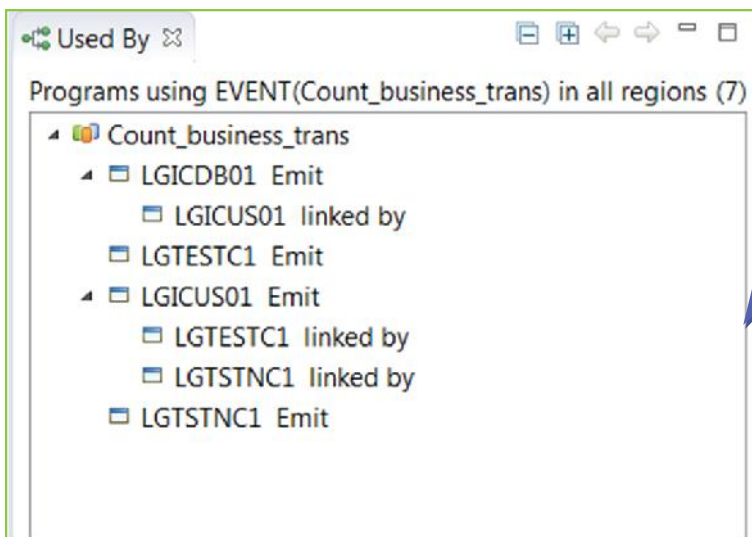 Used By
Programs using EVENT(Count_business_trans) in all regions (7)
Count_business_trans
LGICDB01 Emit
LGICUS01 linked by
LGTESTC1 Emit
LGICUS01 Emit
LGTESTC1 linked by
LGTSTNC1 linked by
LGTSTNC1 Emit